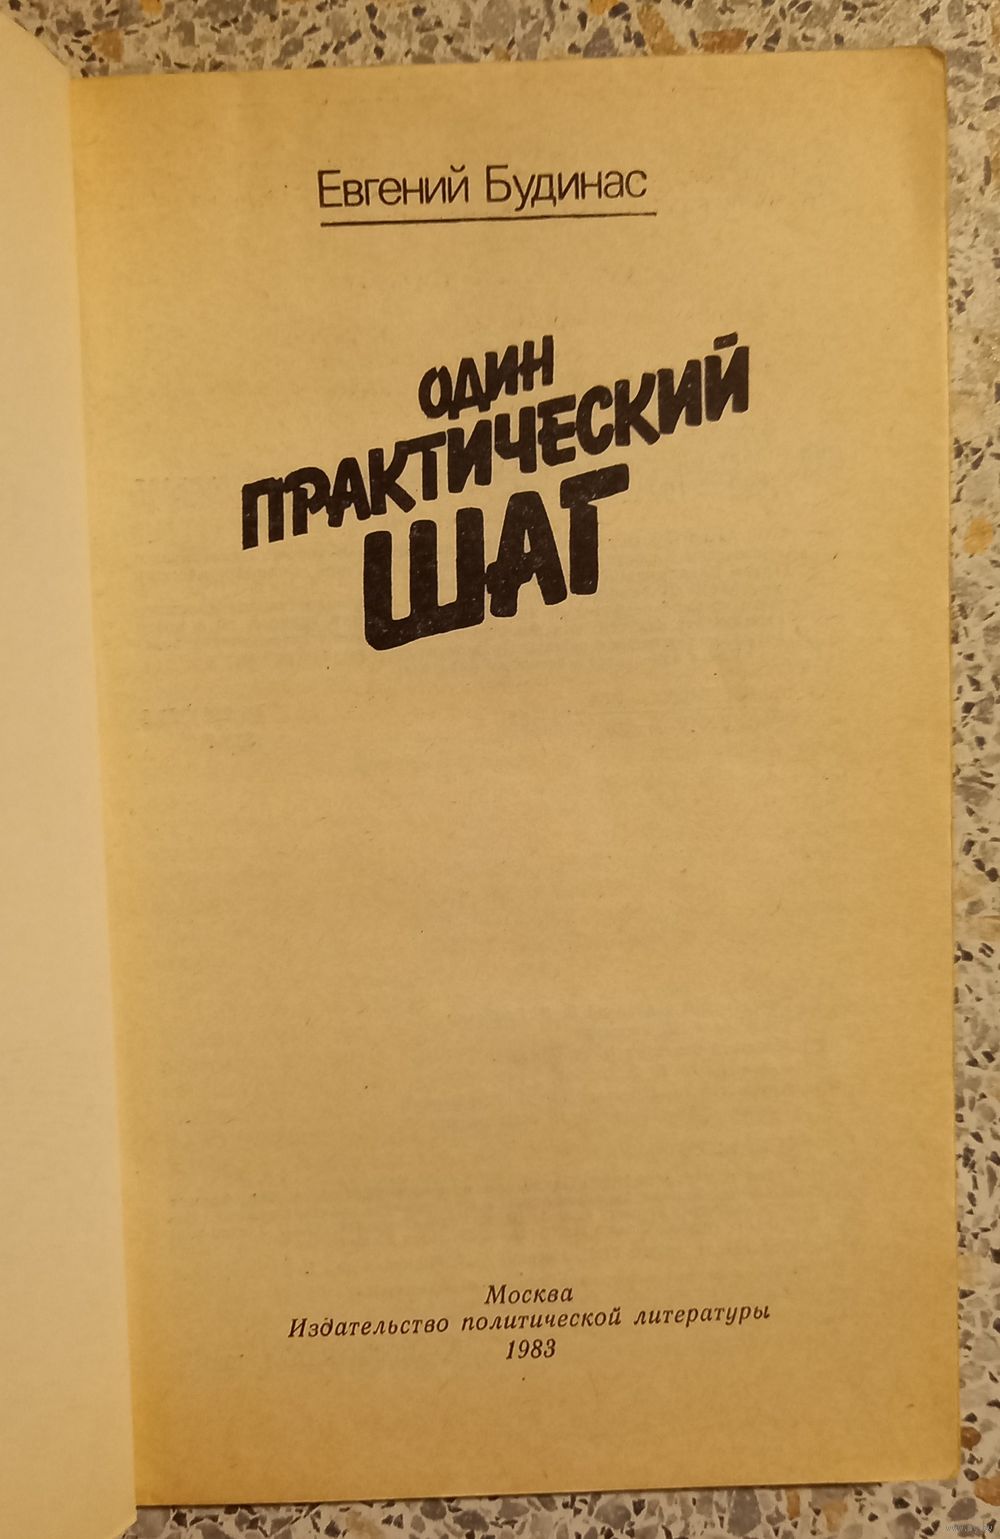 Евгений Будинас
один
практический
шаг
Москва
Издательство политической литературы
1983